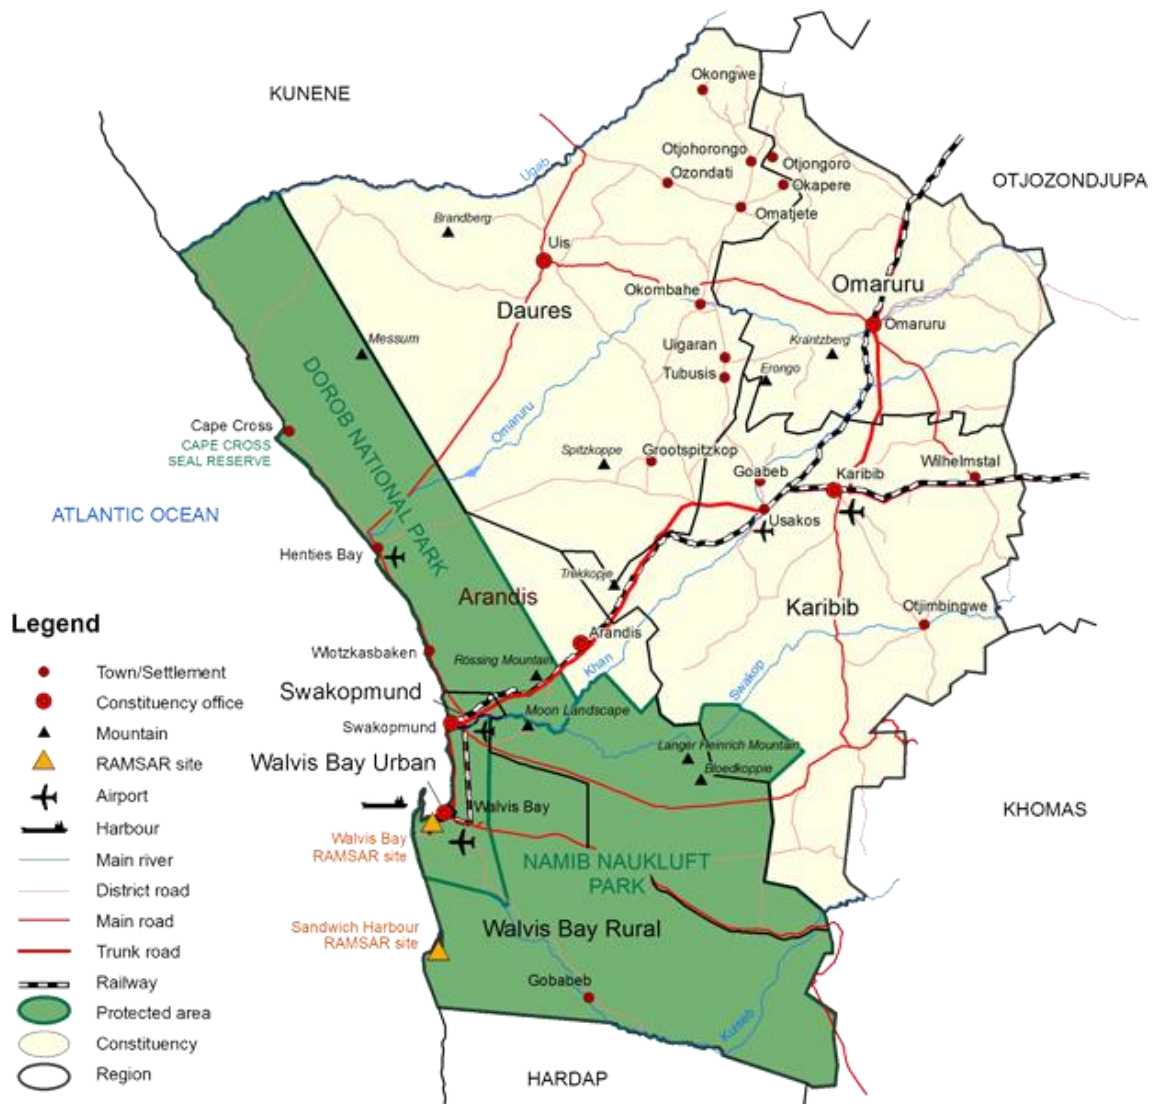 KUNENE
Okongwe
Otjohorongo
Otjongoro
Ozondati
Okapere
OTJOZONDJUPA
Omatjete
Ugab
Brandberg
Uis
Okombahe
Omaruru
Daures
Omaruru
Messum
Uigaran
Krantzberg
Tubusis
Erongo
DOROB NATIONAL PARK
Omaruru
Cape Cross
CAPE CROSS
SEAL RESERVE
Spitzkoppe
Grootspitzkop
Goabeb
Karibib
Wilhelmstal
ATLANTIC OCEAN
Usakos
Henties Bay
Trekkopje
Arandis
Karibib
Otjimbingwe
Legend
Arandis
Wlotzkasbaken
Rössing Mountain
Khan
Swakop
Town/Settlement
Swakopmund
Constituency office
Moon Landscape
Swakopmund
Mountain
Langer Heinrich Mountain
Walvis Bay Urban
RAMSAR site
Bloedkoppie
Airport
Walvis Bay
KHOMAS
Harbour
Walvis Bay
RAMSAR site
Main river
NAMIB NAUKLUFT
PARK
District road
Main road
Sandwich Harbour
RAMSAR site
Walvis Bay Rural
Trunk road
Railway
Gobabeb
Protected area
Kuiseb
Constituency
Region
HARDAP